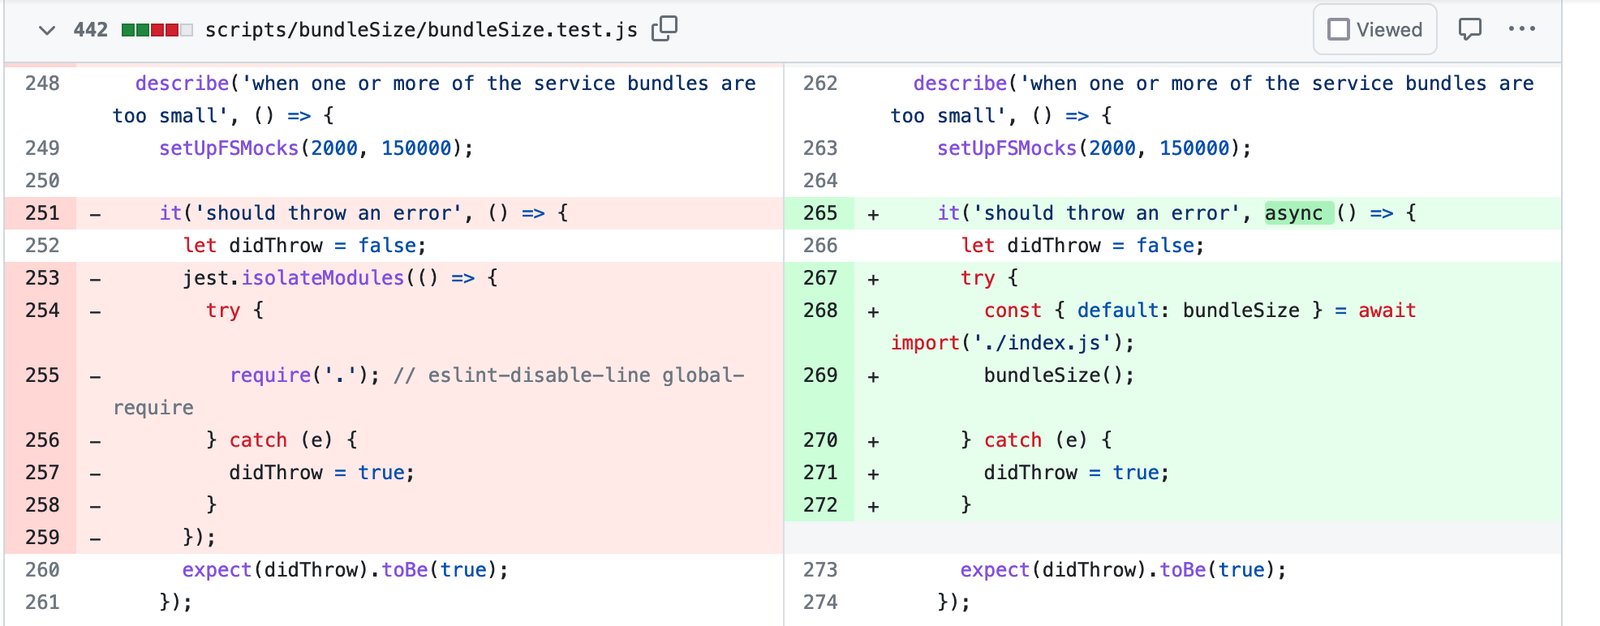 442 scripts/bundleSize/bundleSize.test.js Viewed
248 describe('when one or more of the service bundles are
too small', () => {
249 setUpFSMocks(2000, 150000);
250
251 - it('should throw an error', () => {
252 let didThrow = false;
253 - jest.isolateModules(() => {
254 - try {
255 - require('.'); // eslint-disable-line global-
require
256 - } catch (e) {
257 - didThrow = true;
258 - }
259 - });
260 expect(didThrow).toBe(true);
261 });
262 describe('when one or more of the service bundles are
too small', () => {
263 setUpFSMocks(2000, 150000);
264
265 + it('should throw an error', async () => {
266 let didThrow = false;
267 + try {
268 + const { default: bundleSize } = await
import('./index.js');
269 + bundleSize();
270 + } catch (e) {
271 + didThrow = true;
272 + }
273 expect(didThrow).toBe(true);
274 });